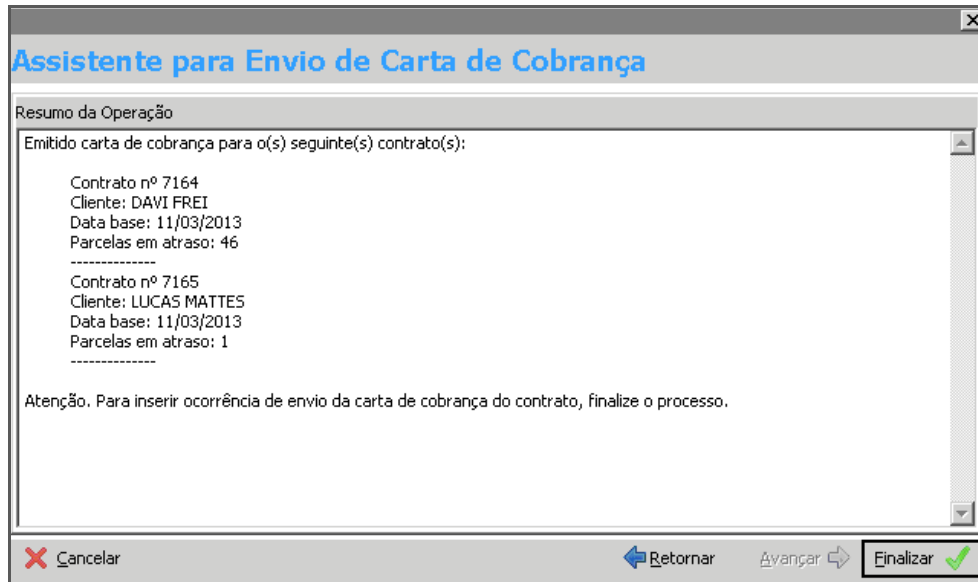 Assistente para Envio de Carta de Cobrança
Resumo da Operação
Emitido carta de cobrança para o(s) seguinte(s) contrato(s):
Contrato nº 7164
Cliente: DAVI FREI
Data base: 11/03/2013
Parcelas em atraso: 46
--------------
Contrato nº 7165
Cliente: LUCAS MATTES
Data base: 11/03/2013
Parcelas em atraso: 1
--------------
Atenção. Para inserir ocorrência de envio da carta de cobrança do contrato, finalize o processo.
Cancelar Retornar Avançar Finalizar